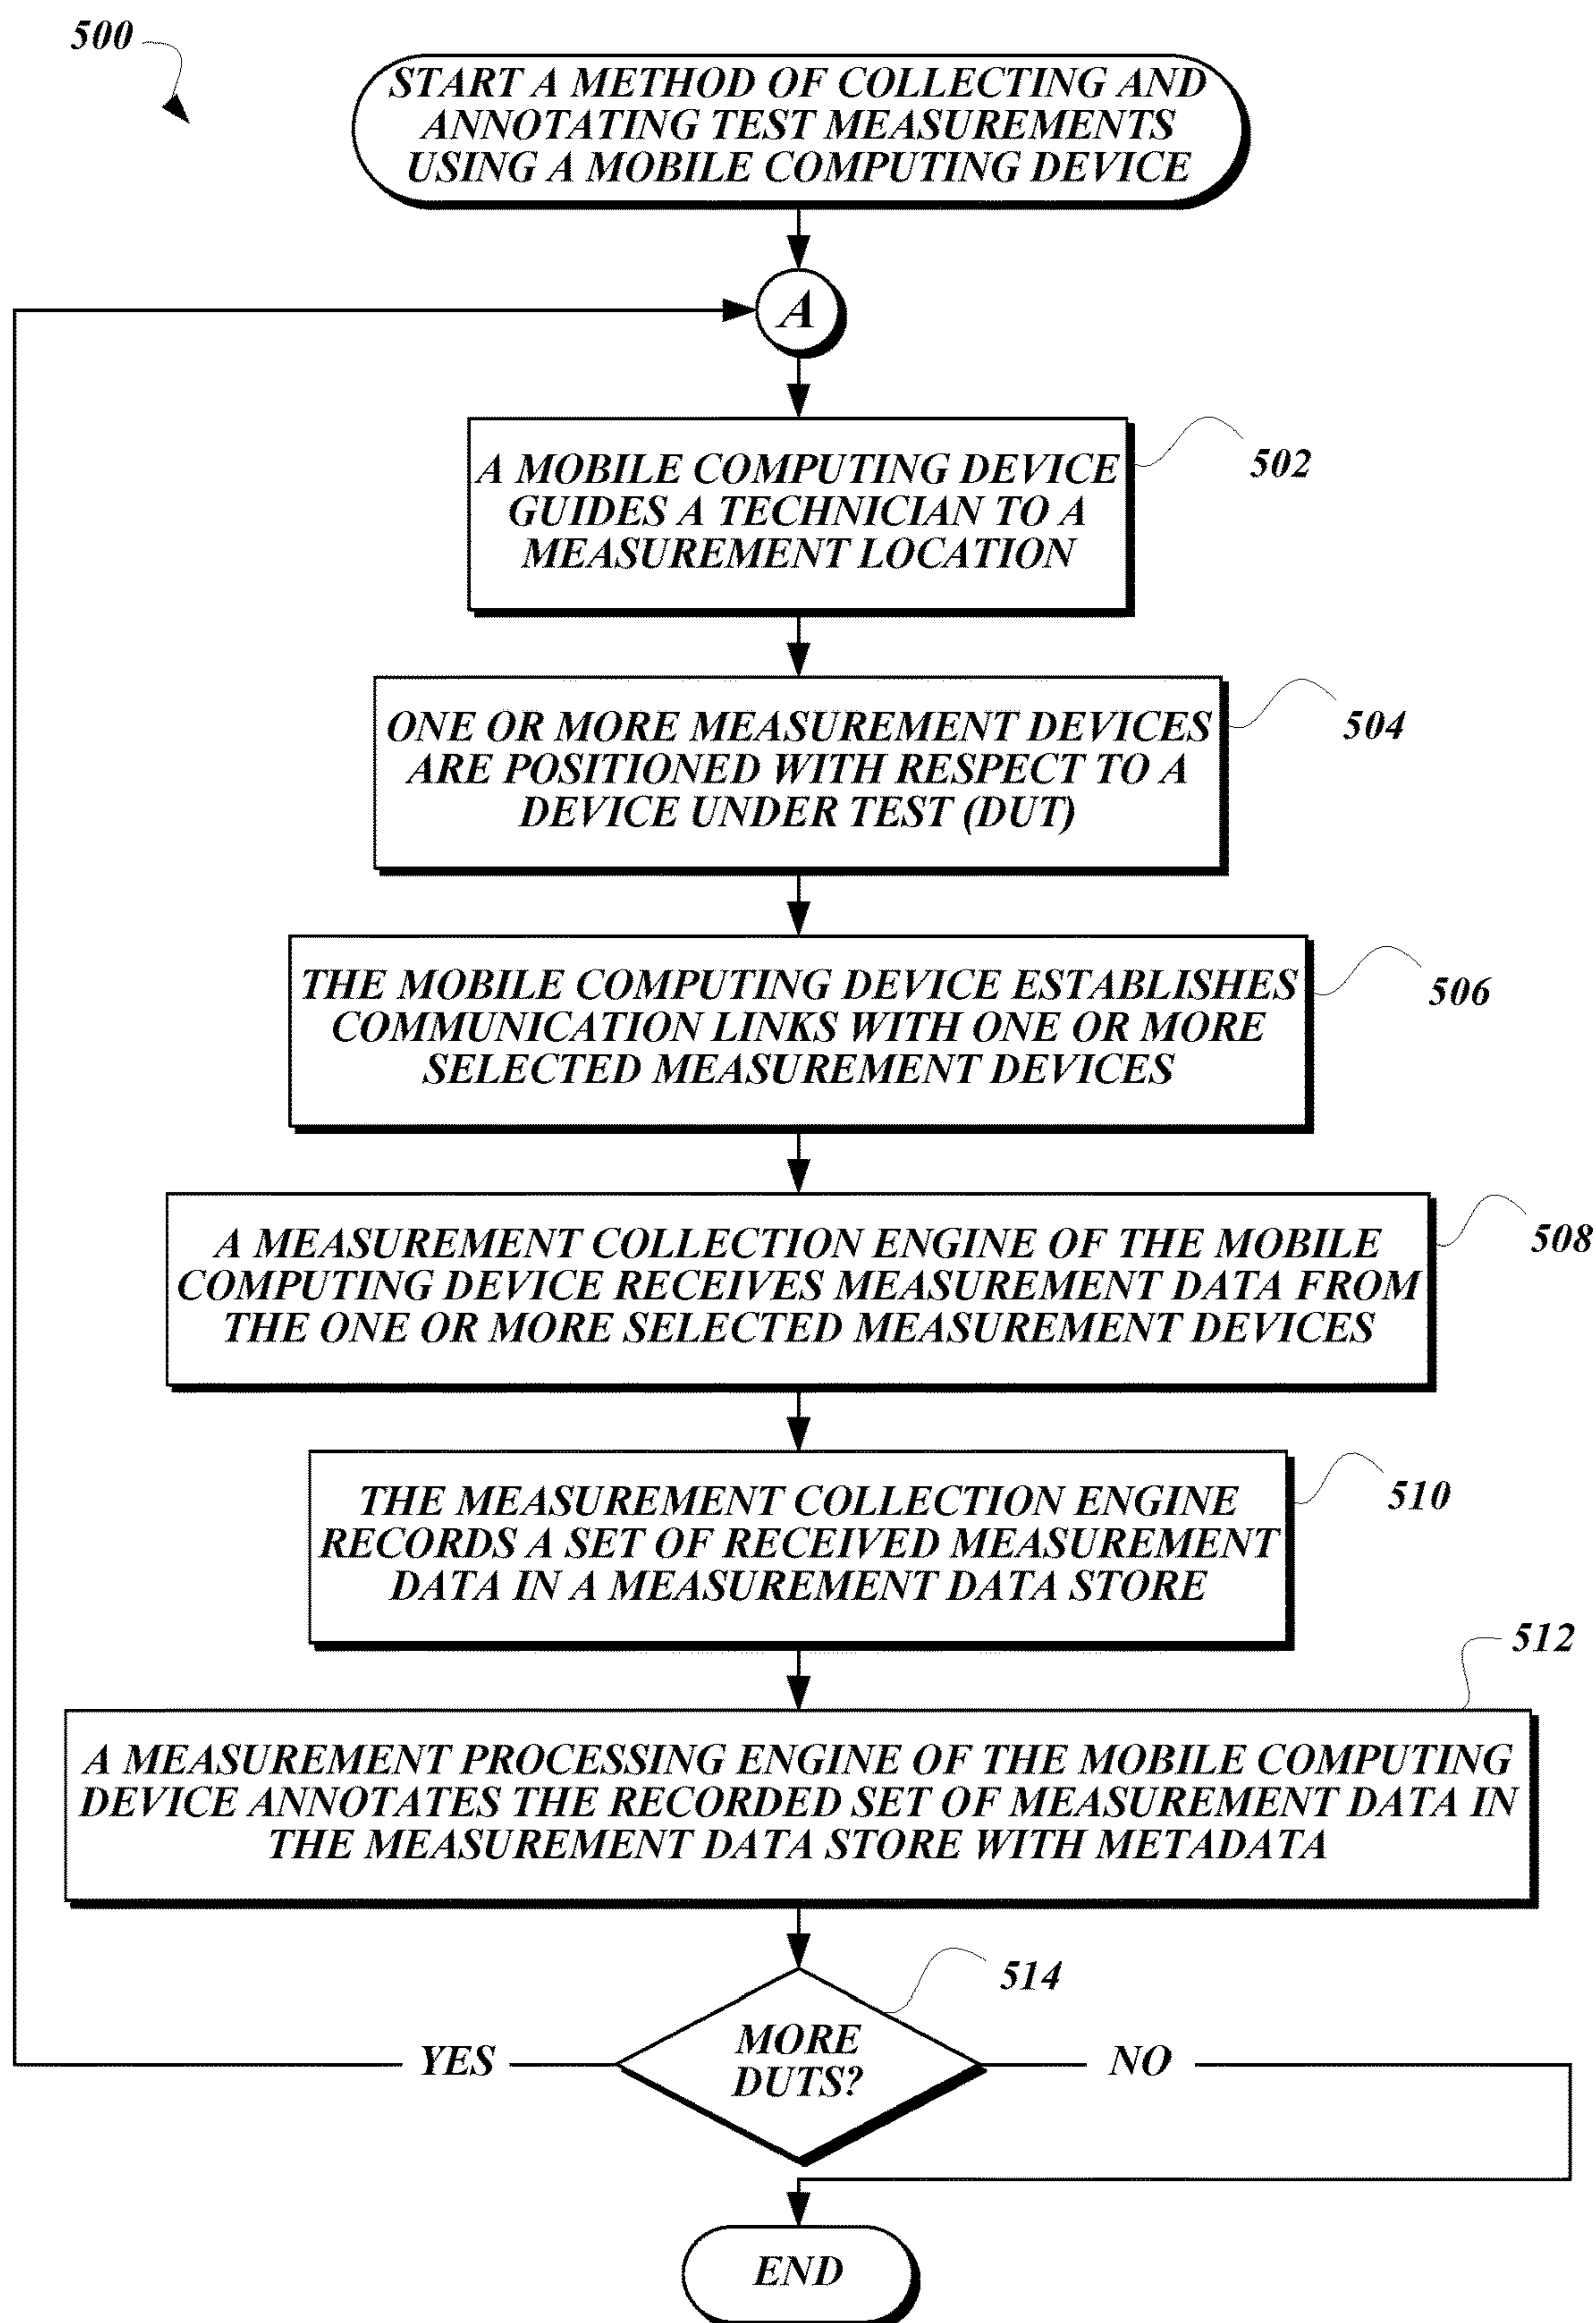 500
START A METHOD OF COLLECTING AND
ANNOTATING TEST MEASUREMENTS
USING A MOBILE COMPUTING DEVICE
A
A MOBILE COMPUTING DEVICE
GUIDES A TECHNICIAN TO A
MEASUREMENT LOCATION
502
ONE OR MORE MEASUREMENT DEVICES
ARE POSITIONED WITH RESPECT TO A
DEVICE UNDER TEST (DUT)
504
THE MOBILE COMPUTING DEVICE ESTABLISHES
COMMUNICATION LINKS WITH ONE OR MORE
SELECTED MEASUREMENT DEVICES
506
A MEASUREMENT COLLECTION ENGINE OF THE MOBILE
COMPUTING DEVICE RECEIVES MEASUREMENT DATA FROM
THE ONE OR MORE SELECTED MEASUREMENT DEVICES
508
THE MEASUREMENT COLLECTION ENGINE
RECORDS A SET OF RECEIVED MEASUREMENT
DATA IN A MEASUREMENT DATA STORE
510
512
A MEASUREMENT PROCESSING ENGINE OF THE MOBILE COMPUTING
DEVICE ANNOTATES THE RECORDED SET OF MEASUREMENT DATA IN
THE MEASUREMENT DATA STORE WITH METADATA
514
MORE
DUTS?
YES
NO
END